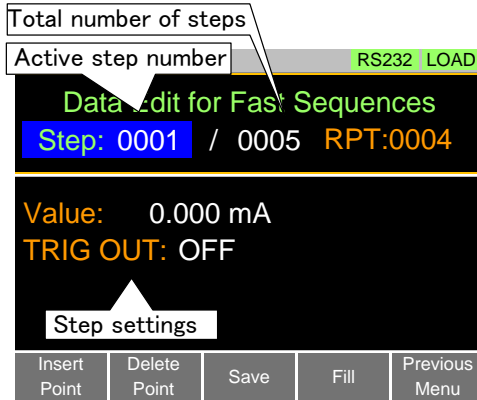 Total number of steps
Active step number
RS232 LOAD
Data Edit for Fast Sequences
Step: 0001 / 0005 RPT:0004
Value: 0.000 mA
TRIG OUT: OFF
Step settings
Insert Point Delete Point Save Fill Previous Menu